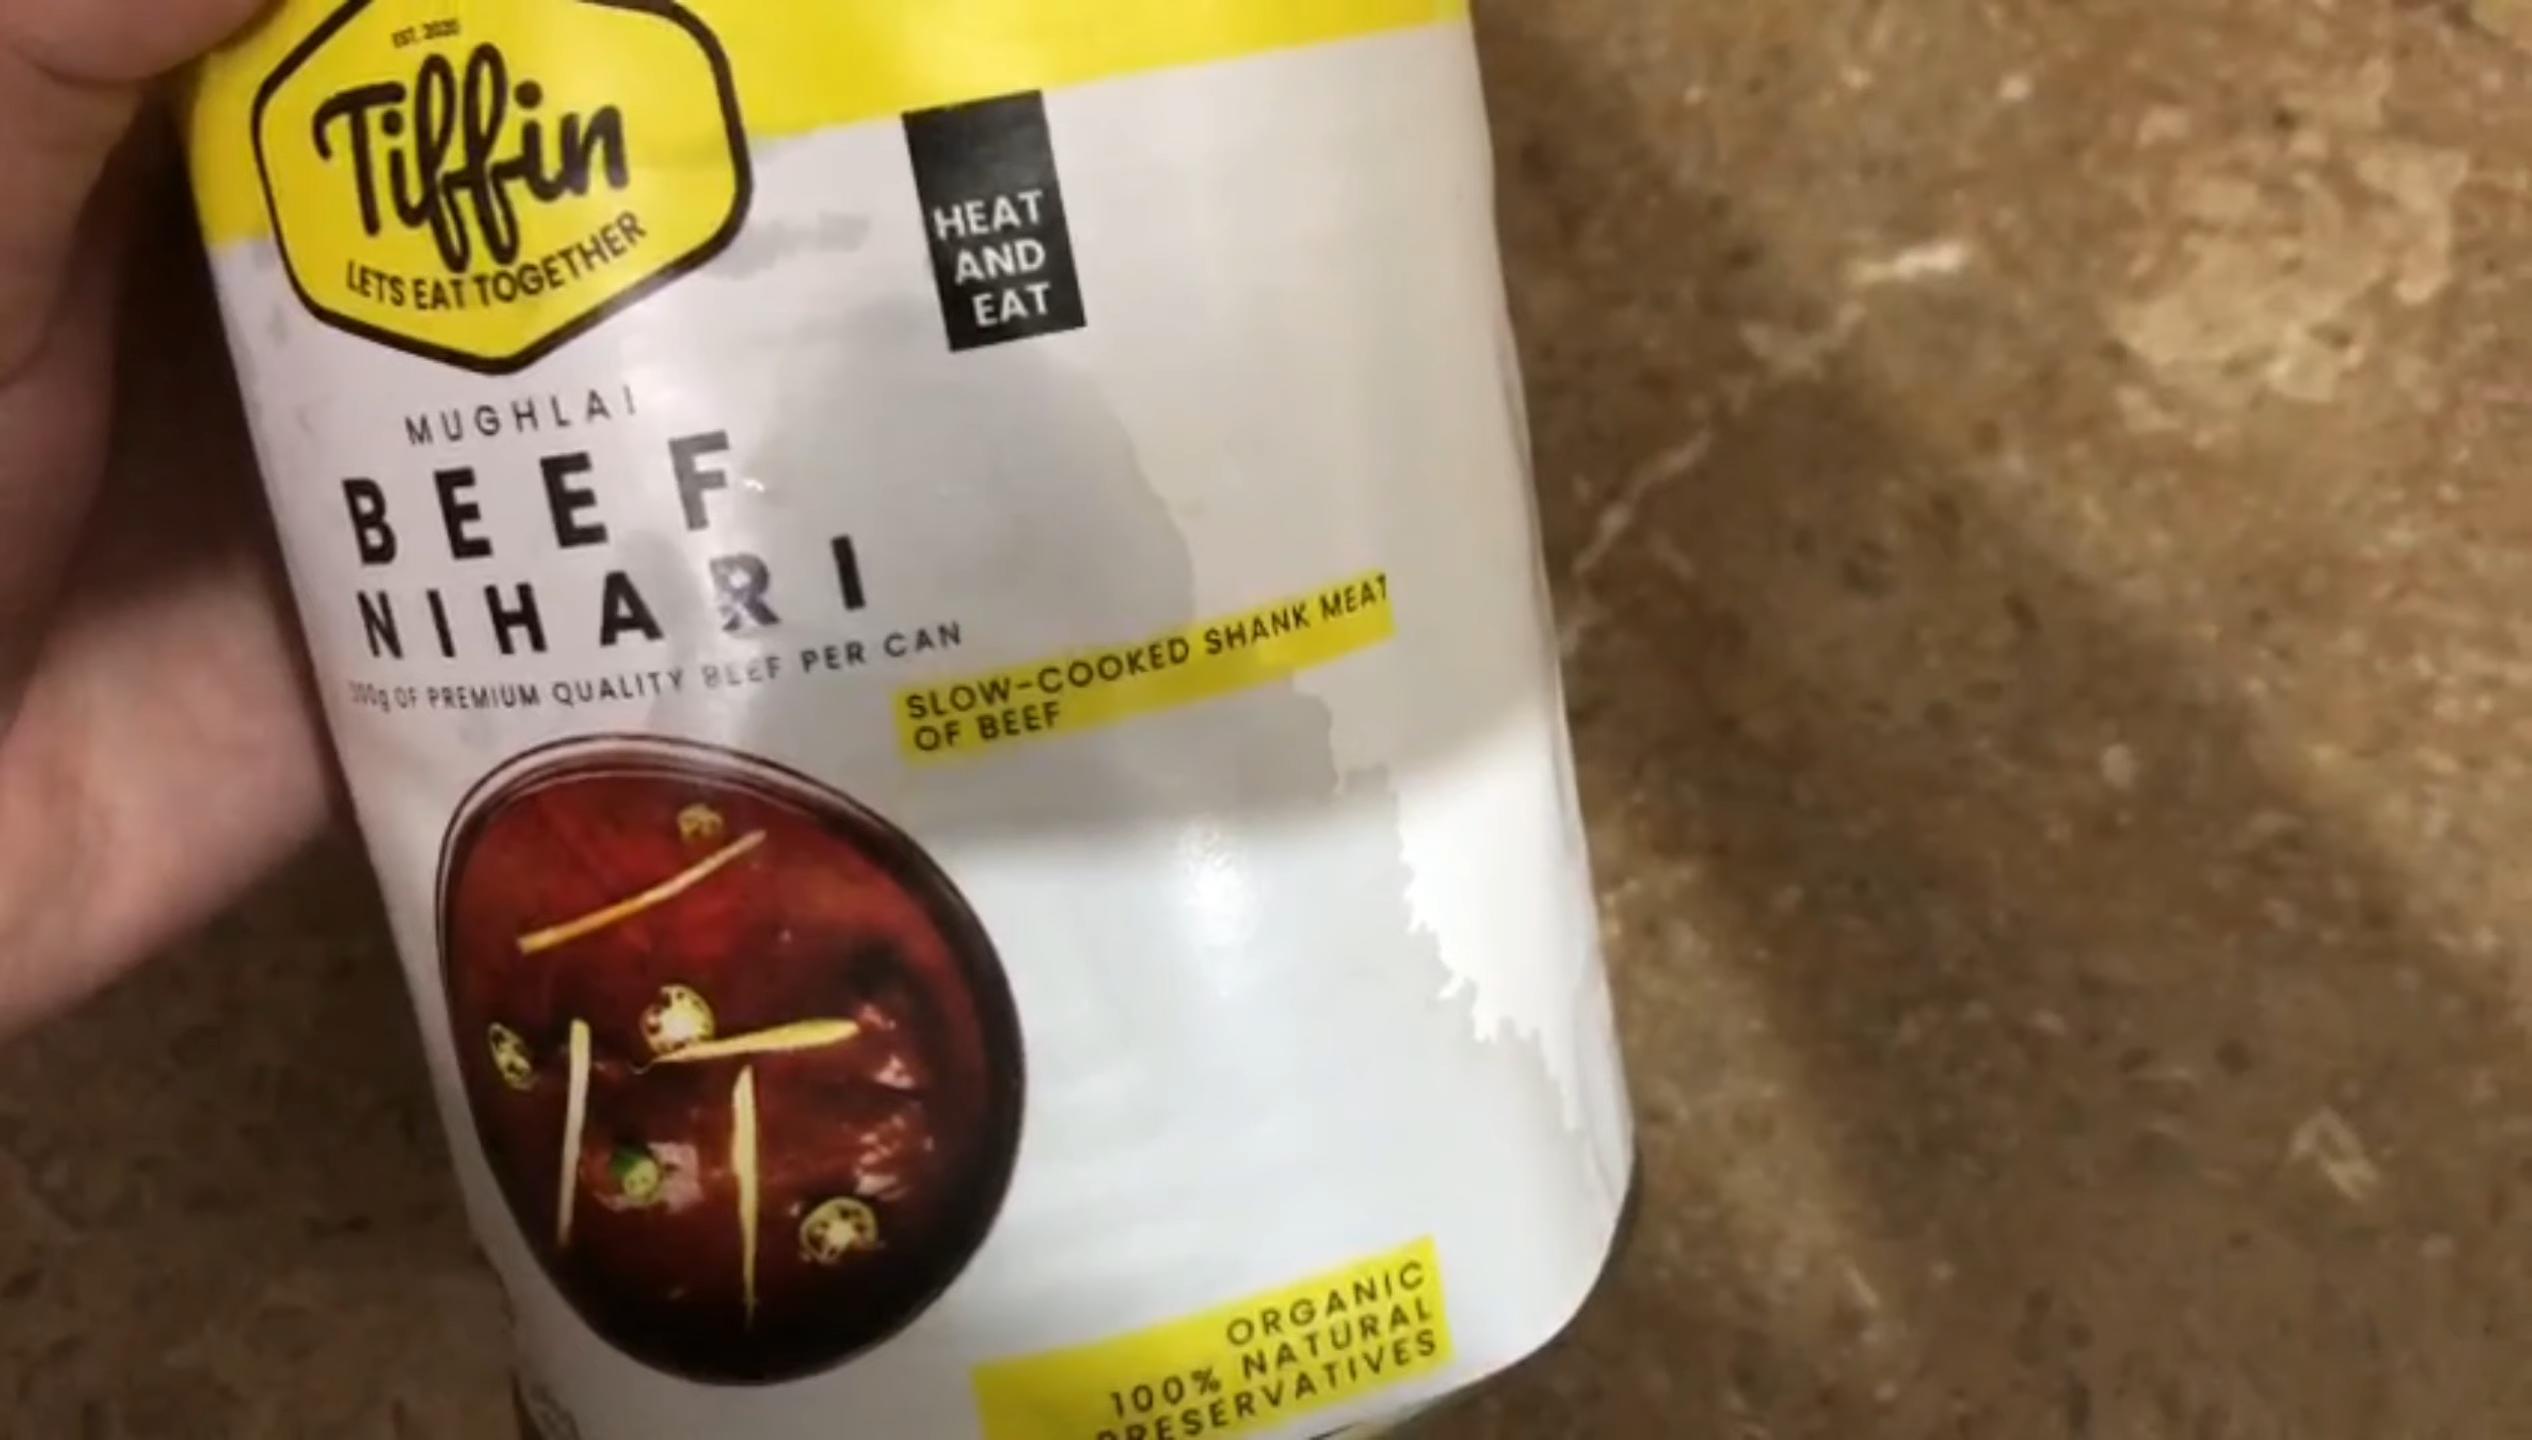 EST. 2020
Tiffin
LETS EAT TOGETHER
HEAT
AND
EAT
MUGHLAI
BEEF
NIHARI
300g OF PREMIUM QUALITY BEEF PER CAN
SLOW-COOKED SHANK MEAT
OF BEEF
ORGANIC
100% NATURAL
PRESERVATIVES